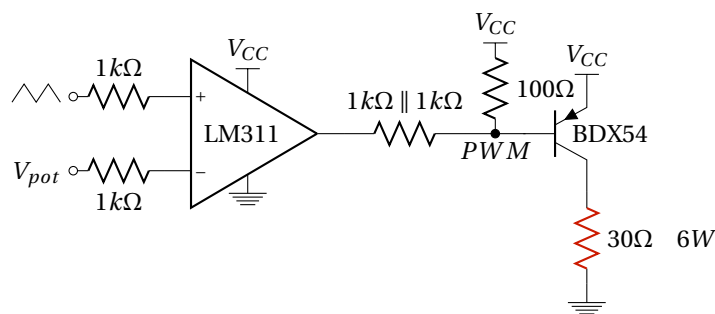 V_CC
V_CC
V_CC
1kΩ
1kΩ ∥ 1kΩ
100Ω
+
LM311
BDX54
PWM
V_pot
−
1kΩ
30Ω 6W